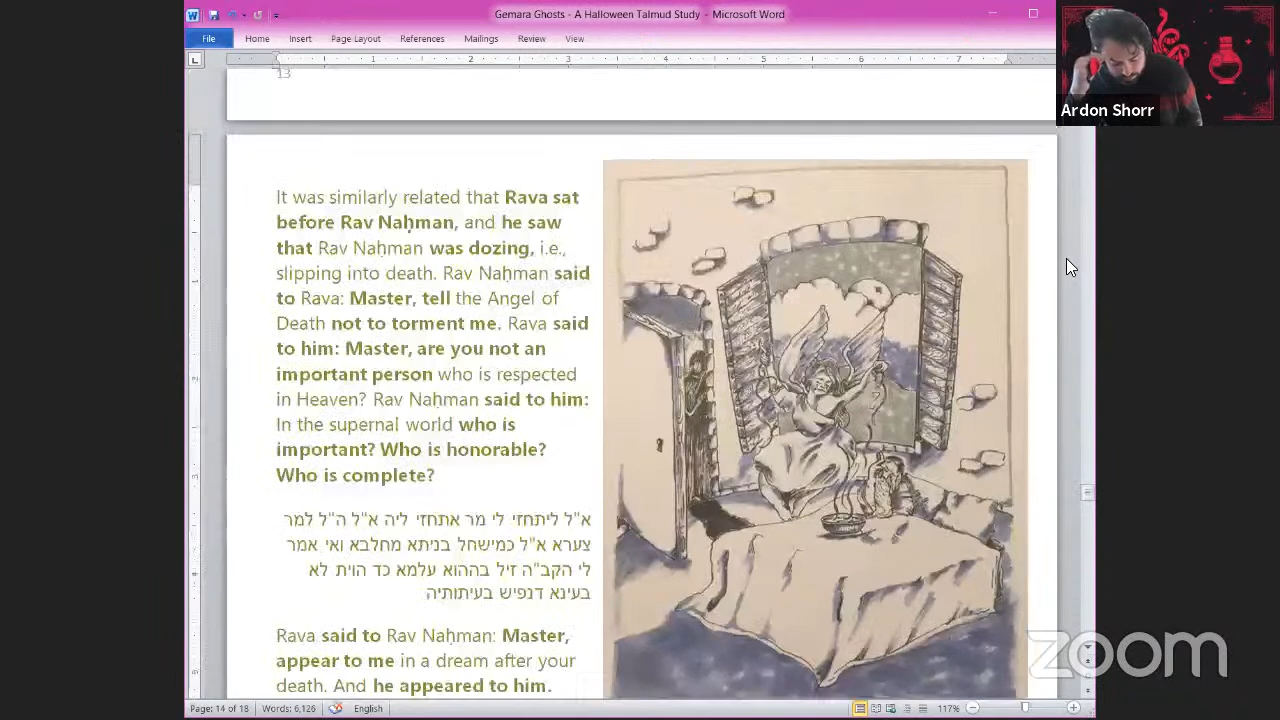 Gemara Ghosts - A Halloween Talmud Study - Microsoft Word
File Home Insert Page Layout References Mailings Review View
1 2 3 4 5 6 7
Ardon Shorr
13
It was similarly related that Rava sat
before Rav Naḥman, and he saw
that Rav Naḥman was dozing, i.e.,
slipping into death. Rav Naḥman said
to Rava: Master, tell the Angel of
Death not to torment me. Rava said
to him: Master, are you not an
important person who is respected
in Heaven? Rav Naḥman said to him:
In the supernal world who is
important? Who is honorable?
Who is complete?
א"ל ליתחזי לי מר אתחזי ליה א"ל ה"ל למר
צערא א"ל כמישחל בניתא מחלבא ואי אמר
לי הקב"ה זיל בההוא עלמא כד הוית לא
בעינא דנפיש בעיתותיה
Rava said to Rav Naḥman: Master,
appear to me in a dream after your
death. And he appeared to him.
zoom
Page: 14 of 18 Words: 6,126 English 117%